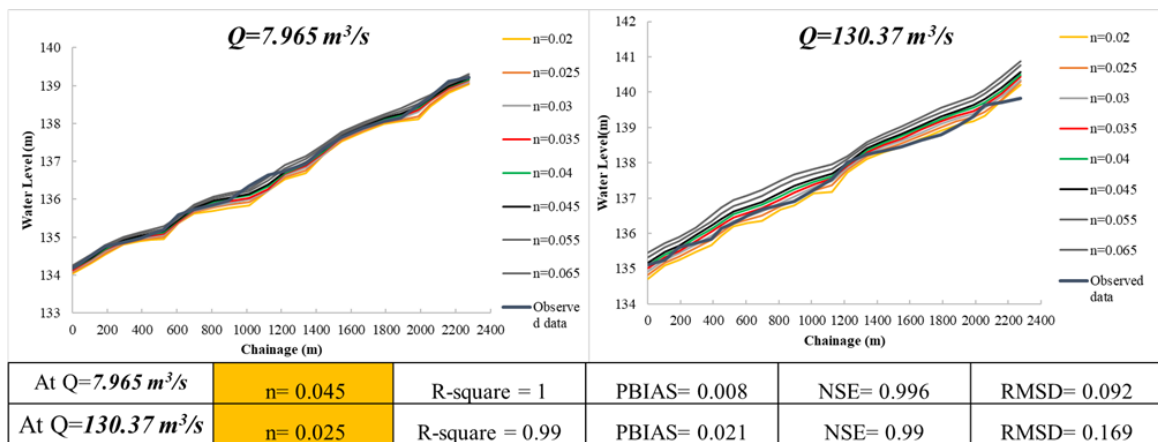 Q=7.965 m³/s
140
139
138
137
136
135
134
133
Water Level(m)
0 200 400 600 800 1000 1200 1400 1600 1800 2000 2200 2400
Chainage (m)
n=0.02
n=0.025
n=0.03
n=0.035
n=0.04
n=0.045
n=0.055
n=0.065
Observe
d data
Q=130.37 m³/s
142
141
140
139
138
137
136
135
134
Water Level(m)
0 200 400 600 800 1000 1200 1400 1600 1800 2000 2200 2400
Chainage (m)
n=0.02
n=0.025
n=0.03
n=0.035
n=0.04
n=0.045
n=0.055
n=0.065
Observed
data
At Q=7.965 m³/s n= 0.045 R-square = 1 PBIAS= 0.008 NSE= 0.996 RMSD= 0.092
At Q=130.37 m³/s n= 0.025 R-square = 0.99 PBIAS= 0.021 NSE= 0.99 RMSD= 0.169